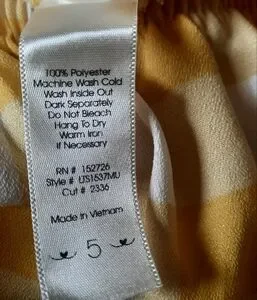 100% Polyester
Machine Wash Cold
Wash Inside Out
Dark Separately
Do Not Bleach
Hang To Dry
Warm Iron
If Necessary
RN # 152726
Style # LTS1537MU
Cut # 2336
Made in Vietnam
5